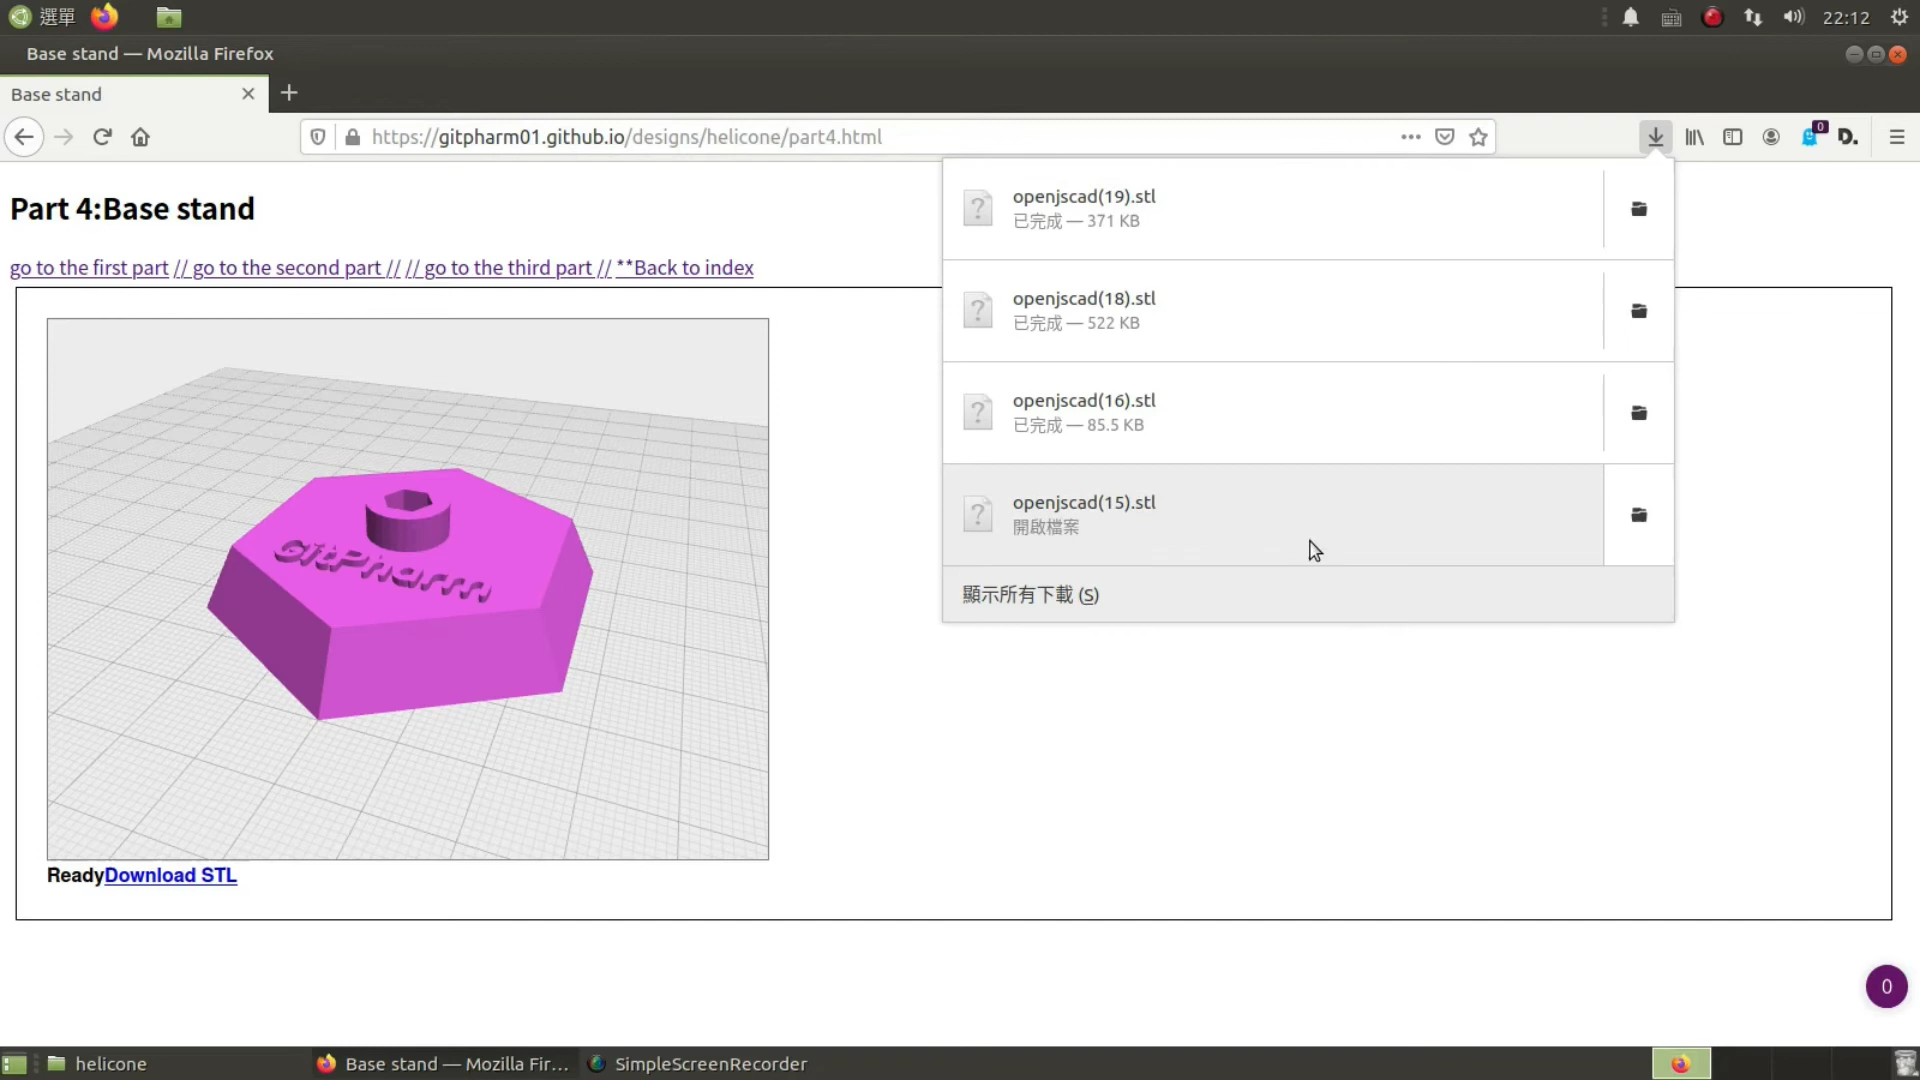 選單
22:12
Base stand — Mozilla Firefox
Base stand
https://gitpharm01.github.io/designs/helicone/part4.html
0
D.
Part 4:Base stand
go to the first part // go to the second part // // go to the third part // **Back to index
openjscad(19).stl
已完成 — 371 KB
openjscad(18).stl
已完成 — 522 KB
openjscad(16).stl
已完成 — 85.5 KB
openjscad(15).stl
開啟檔案
顯示所有下載 (S)
GitPharm
ReadyDownload STL
0
helicone
Base stand — Mozilla Fir...
SimpleScreenRecorder